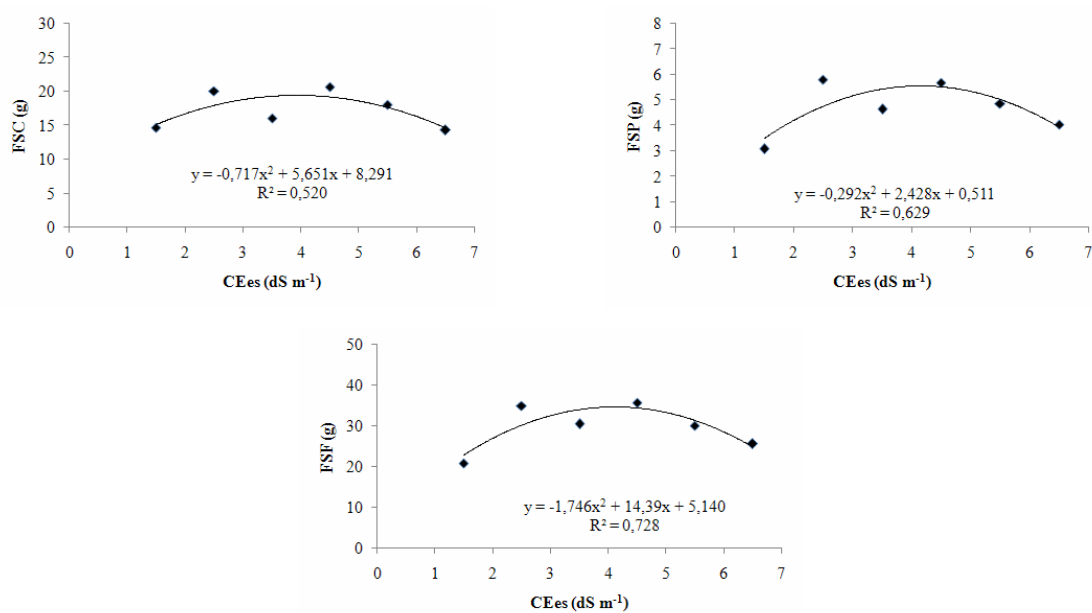 30
25
20
15
10
5
0
FSC (g)
y = -0,717x² + 5,651x + 8,291
R² = 0,520
0 1 2 3 4 5 6 7
CEes (dS m⁻¹)
8
7
6
5
4
3
2
1
0
FSP (g)
y = -0,292x² + 2,428x + 0,511
R² = 0,629
0 1 2 3 4 5 6 7
CEes (dS m⁻¹)
50
40
30
20
10
0
FSF (g)
y = -1,746x² + 14,39x + 5,140
R² = 0,728
0 1 2 3 4 5 6 7
CEes (dS m⁻¹)